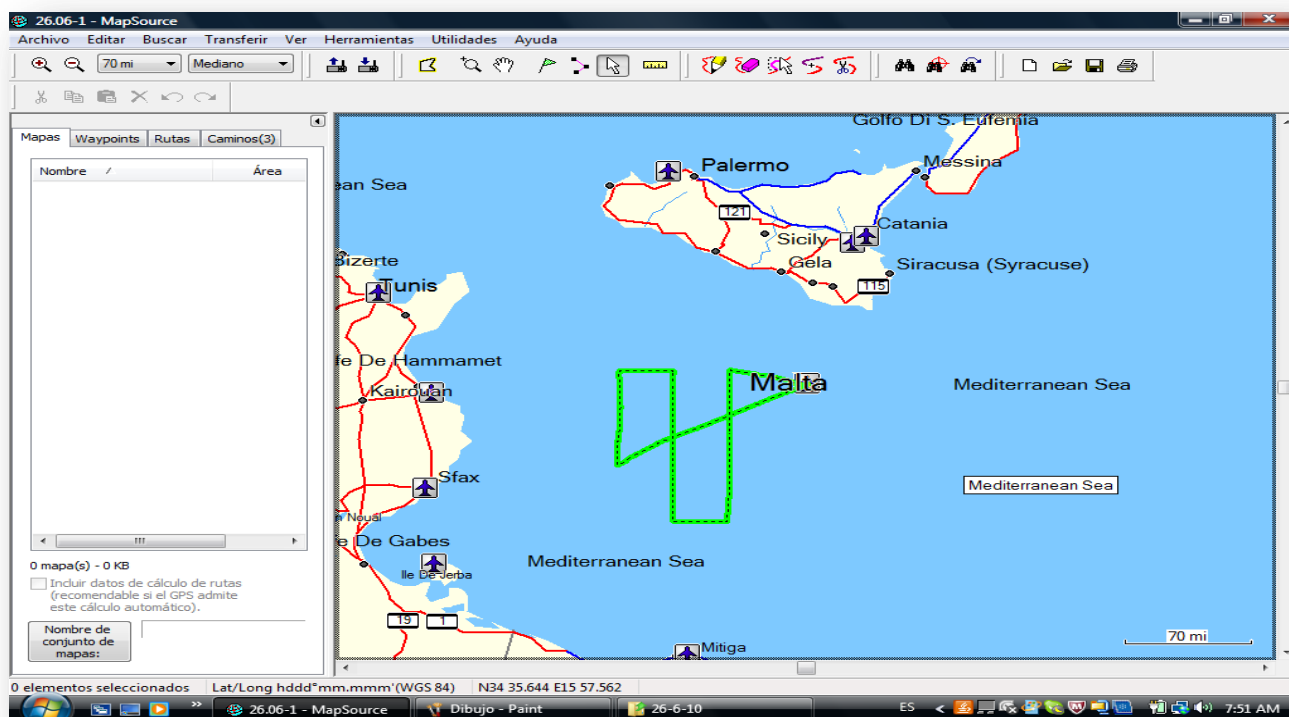 26.06-1 - MapSource
Archivo Editar Buscar Transferir Ver Herramientas Utilidades Ayuda
70 mi Mediano
Mapas Waypoints Rutas Caminos(3)
Nombre Área
0 mapa(s) - 0 KB
Incluir datos de cálculo de rutas
(recomendable si el GPS admite
este cálculo automático).
Nombre de
conjunto de
mapas:
Golfo Di S. Eufemia
Messina
Palermo
ean Sea
121
Catania
Sicily
Bizerte
Gela
Siracusa (Syracuse)
Tunis
115
fe De Hammamet
Malta
Mediterranean Sea
Kairouan
Sfax
Mediterranean Sea
n Noual
e De Gabes
Mediterranean Sea
Ile De Jerba
19 1
Mitiga
70 mi
0 elementos seleccionados Lat/Long hddd°mm.mmm'(WGS 84) N34 35.644 E15 57.562
26.06-1 - MapSource Dibujo - Paint 26-6-10 ES 7:51 AM